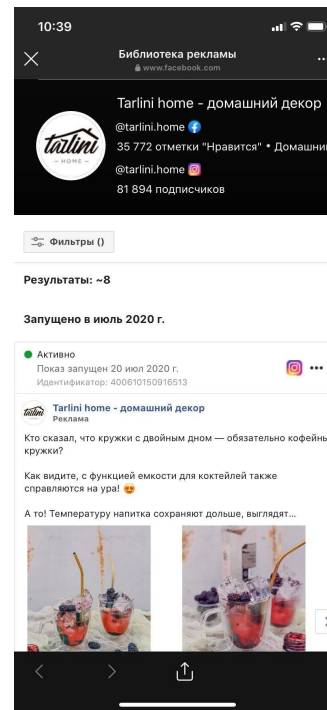 10:39
Библиотека рекламы
www.facebook.com
Tarlini home - домашний декор
@tarlini.home
35 772 отметки "Нравится" • Домашни
@tarlini.home
81 894 подписчиков
tarlini
- HOME -
Фильтры ()
Результаты: ~8
Запущено в июль 2020 г.
Активно
Показ запущен 20 июл 2020 г.
Идентификатор: 400610150916513
tarlini
Tarlini home - домашний декор
Реклама
Кто сказал, что кружки с двойным дном — обязательно кофейны
кружки?
Как видите, с функцией емкости для коктейлей также
справляются на ура! 😍
А то! Температуру напитка сохраняют дольше, выглядят...